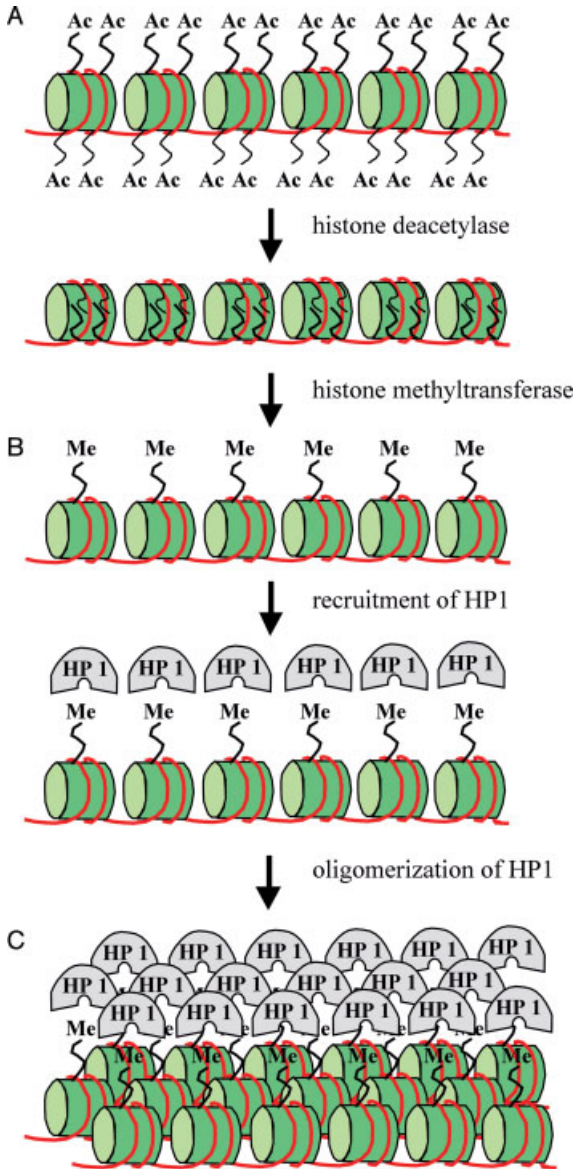 A
Ac Ac Ac Ac Ac Ac Ac Ac Ac Ac Ac Ac
Ac Ac Ac Ac Ac Ac Ac Ac Ac Ac Ac Ac
histone deacetylase
histone methyltransferase
B
Me Me Me Me Me Me
recruitment of HP1
HP 1 HP 1 HP 1 HP 1 HP 1 HP 1
Me Me Me Me Me Me
oligomerization of HP1
C
HP 1 HP 1 HP 1 HP 1 HP 1 HP 1
HP 1 HP 1 HP 1 HP 1 HP 1 HP 1
HP 1 HP 1 HP 1 HP 1 HP 1 HP 1
Me
Me Me Me Me Me Me